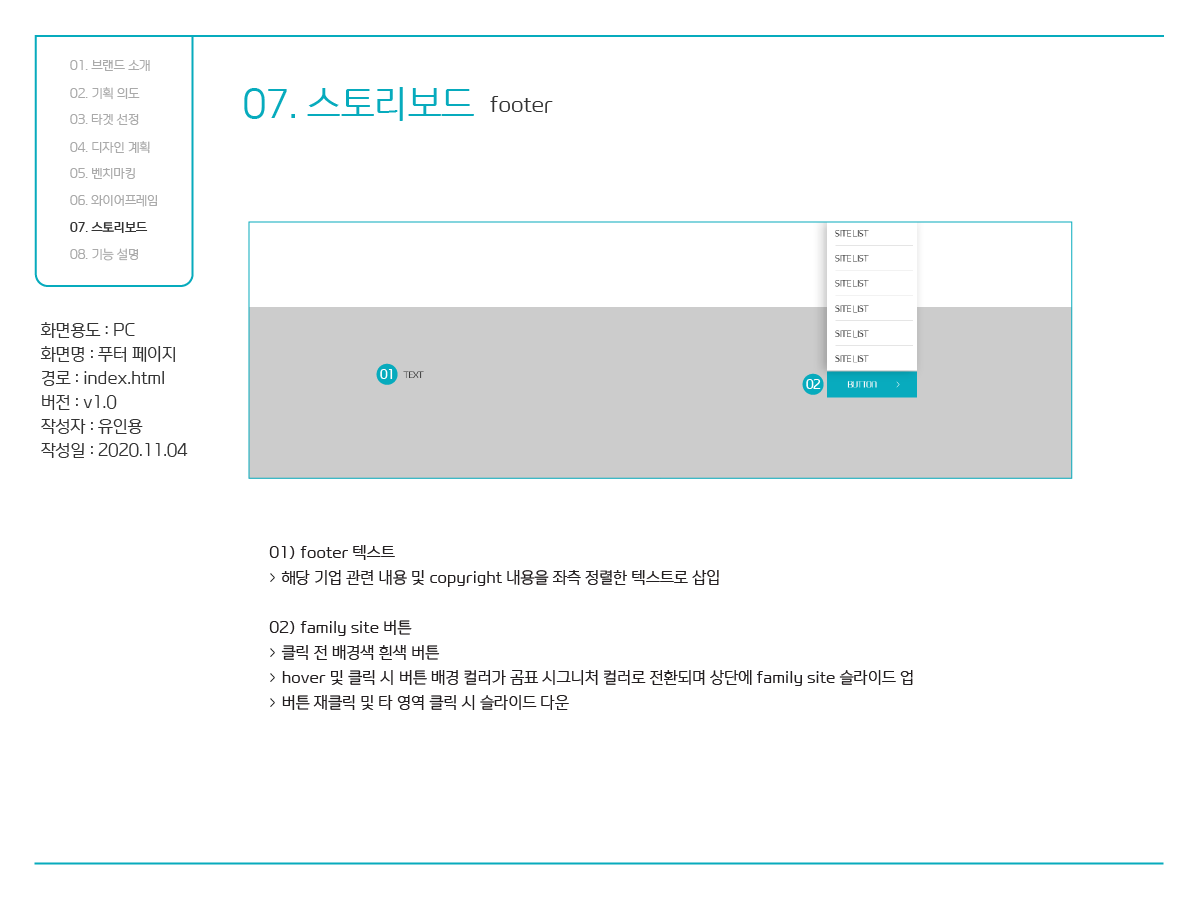 01. 브랜드 소개
02. 기획 의도
03. 타겟 선정
04. 디자인 계획
05. 벤치마킹
06. 와이어프레임
07. 스토리보드
08. 기능 설명
화면용도 : PC
화면명 : 푸터 페이지
경로 : index.html
버전 : v1.0
작성자 : 유인용
작성일 : 2020.11.04
07. 스토리보드 footer
SITE LIST
SITE LIST
SITE LIST
SITE LIST
SITE LIST
SITE LIST
01 TEXT
02 BUTTON >
01) footer 텍스트
> 해당 기업 관련 내용 및 copyright 내용을 좌측 정렬한 텍스트로 삽입
02) family site 버튼
> 클릭 전 배경색 흰색 버튼
> hover 및 클릭 시 버튼 배경 컬러가 곰표 시그니처 컬러로 전환되며 상단에 family site 슬라이드 업
> 버튼 재클릭 및 타 영역 클릭 시 슬라이드 다운